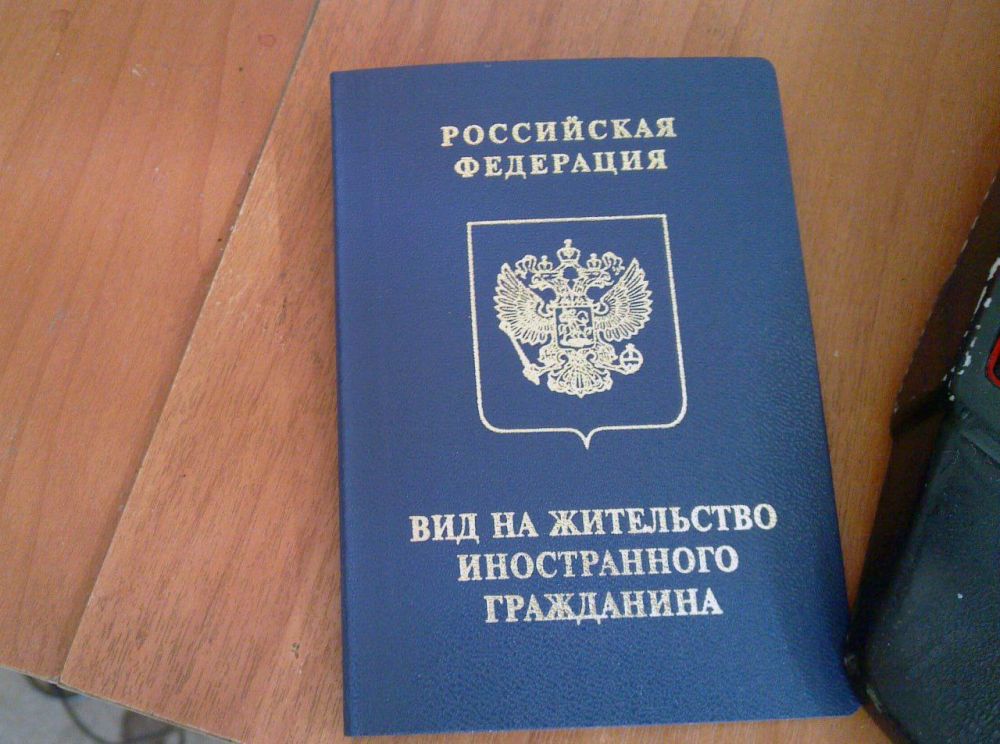 РОССИЙСКАЯ
ФЕДЕРАЦИЯ
ВИД НА ЖИТЕЛЬСТВО
ИНОСТРАННОГО
ГРАЖДАНИНА